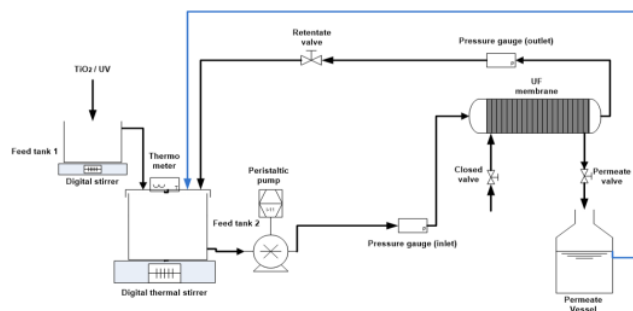 Retentate
valve
Pressure gauge (outlet)
TiO2 / UV
UF
membrane
Feed tank 1
Thermo
meter
Digital stirrer
Peristaltic
pump
Closed
valve
Permeate
valve
Feed tank 2
Pressure gauge (inlet)
Digital thermal stirrer
Permeate
Vessel